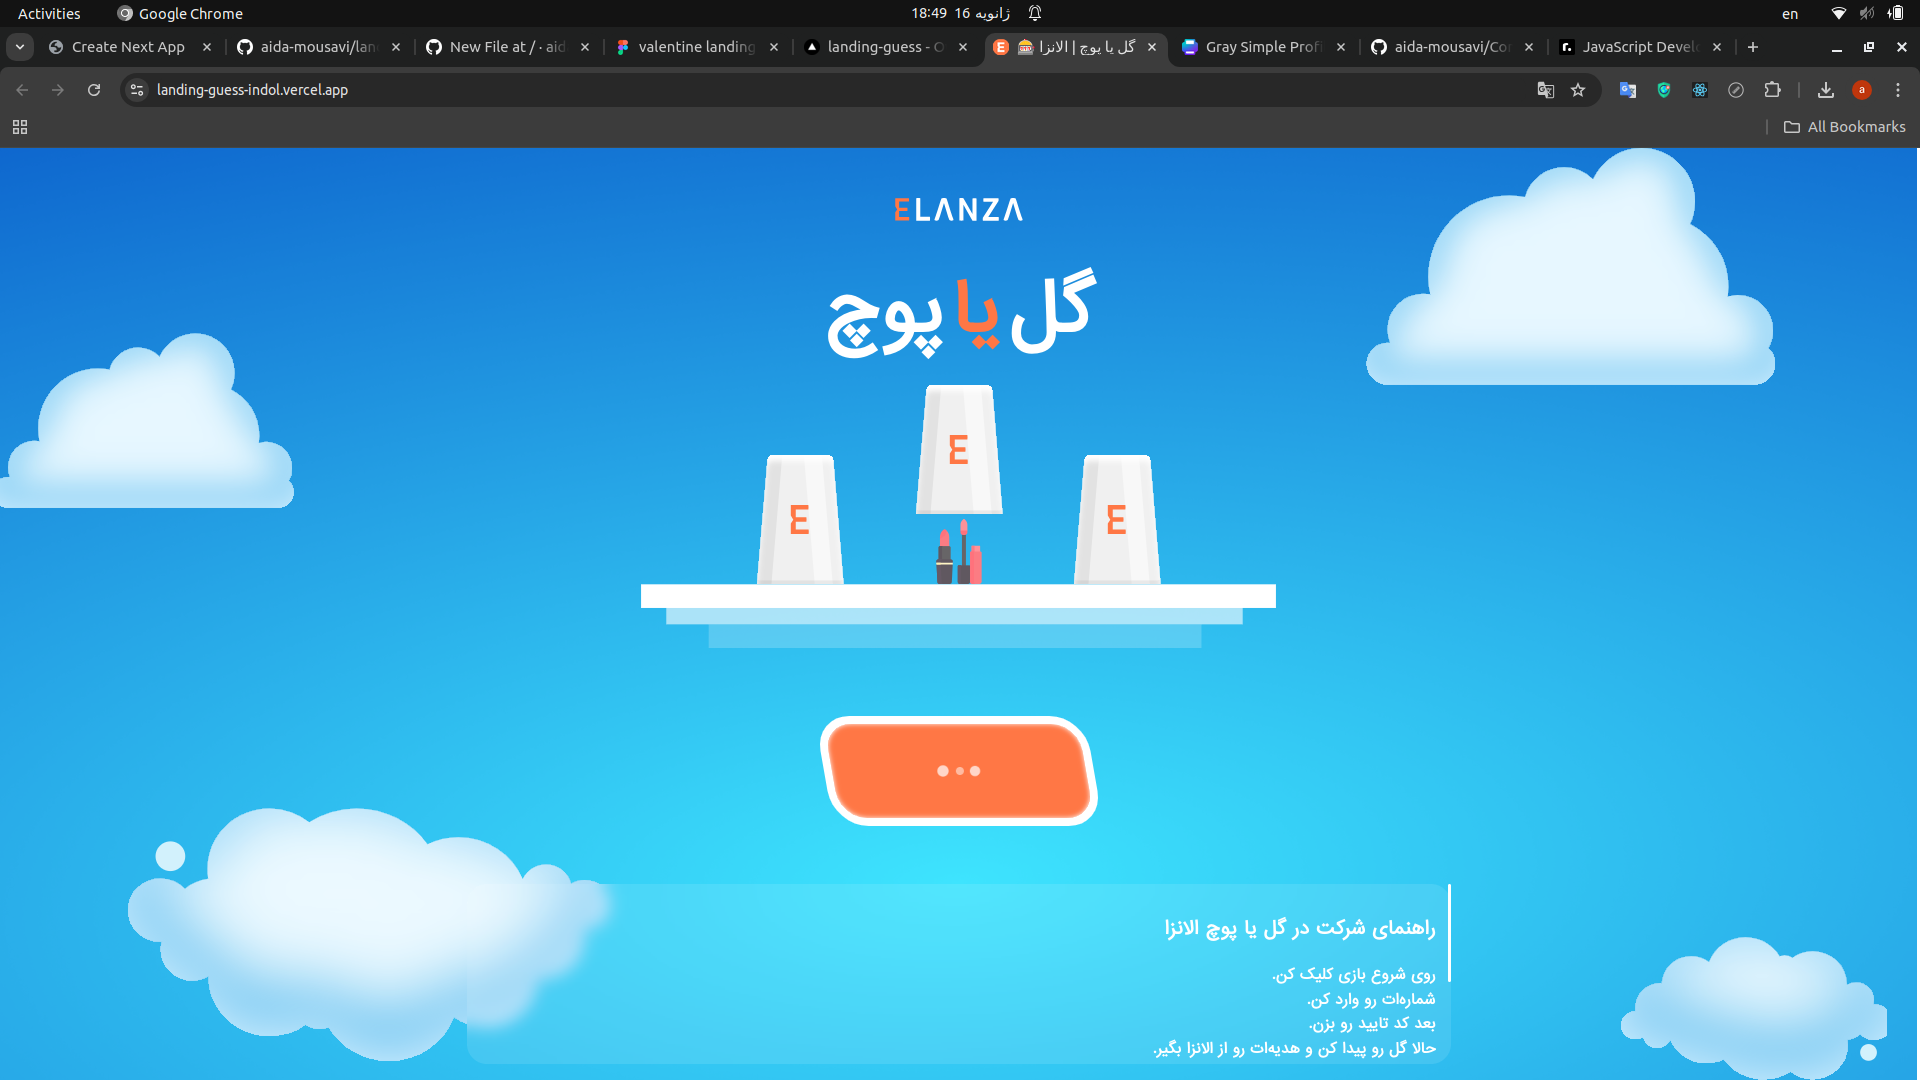 Activities
Google Chrome
18:49 ژانویه 16
en
Create Next App
aida-mousavi/lan
New File at / · aid
valentine landing
landing-guess - O
گل یا پوچ | الانزا
Gray Simple Profi
aida-mousavi/Cor
JavaScript Develo
landing-guess-indol.vercel.app
a
All Bookmarks
ELANZA
گل یا پوچ
E
E
E
راهنمای شرکت در گل یا پوچ الانزا
روی شروع بازی کلیک کن.
شماره‌ات رو وارد کن.
بعد کد تایید رو بزن.
حالا گل رو پیدا کن و هدیه‌ات رو از الانزا بگیر.